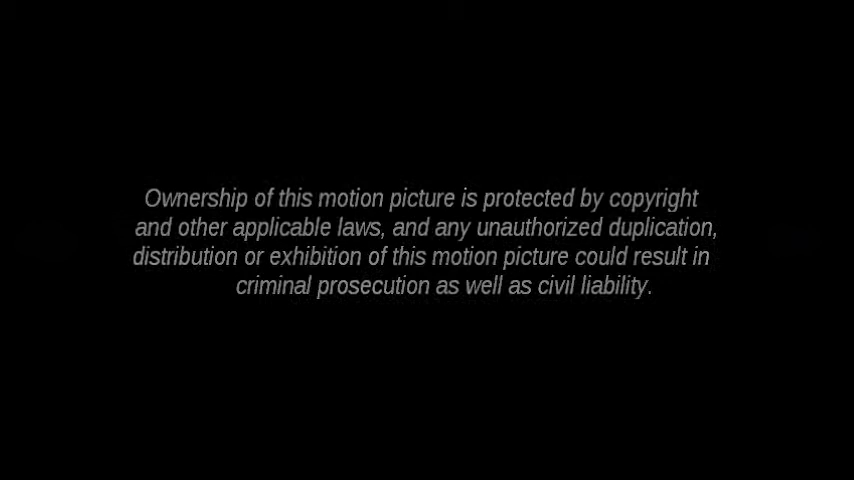 Ownership of this motion picture is protected by copyright
and other applicable laws, and any unauthorized duplication,
distribution or exhibition of this motion picture could result in
criminal prosecution as well as civil liability.